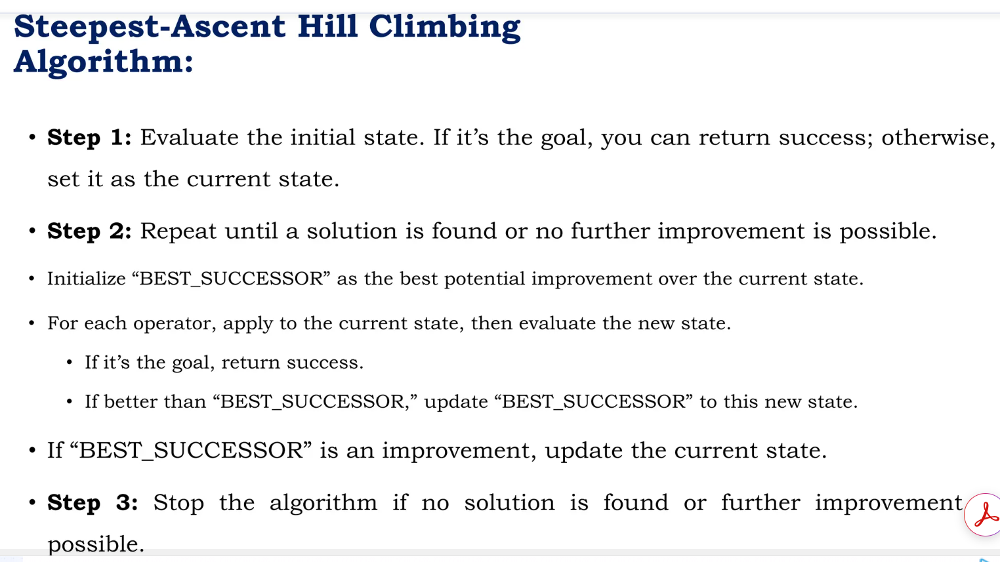 Steepest-Ascent Hill Climbing
Algorithm:
• Step 1: Evaluate the initial state. If it’s the goal, you can return success; otherwise,
set it as the current state.
• Step 2: Repeat until a solution is found or no further improvement is possible.
• Initialize “BEST_SUCCESSOR” as the best potential improvement over the current state.
• For each operator, apply to the current state, then evaluate the new state.
• If it’s the goal, return success.
• If better than “BEST_SUCCESSOR,” update “BEST_SUCCESSOR” to this new state.
• If “BEST_SUCCESSOR” is an improvement, update the current state.
• Step 3: Stop the algorithm if no solution is found or further improvement
possible.